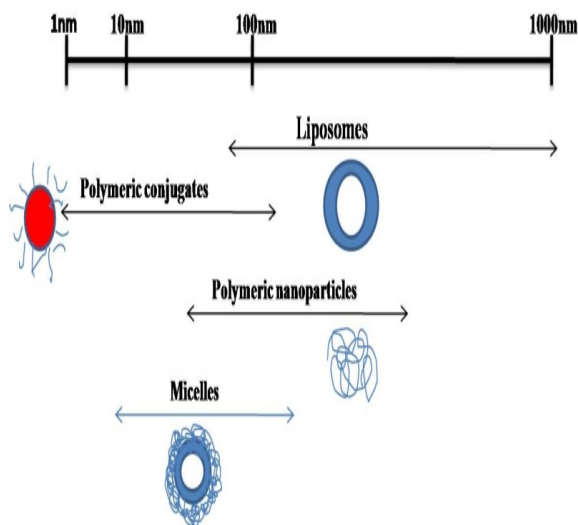 1nm 10nm 100nm 1000nm
Liposomes
Polymeric conjugates
Polymeric nanoparticles
Micelles